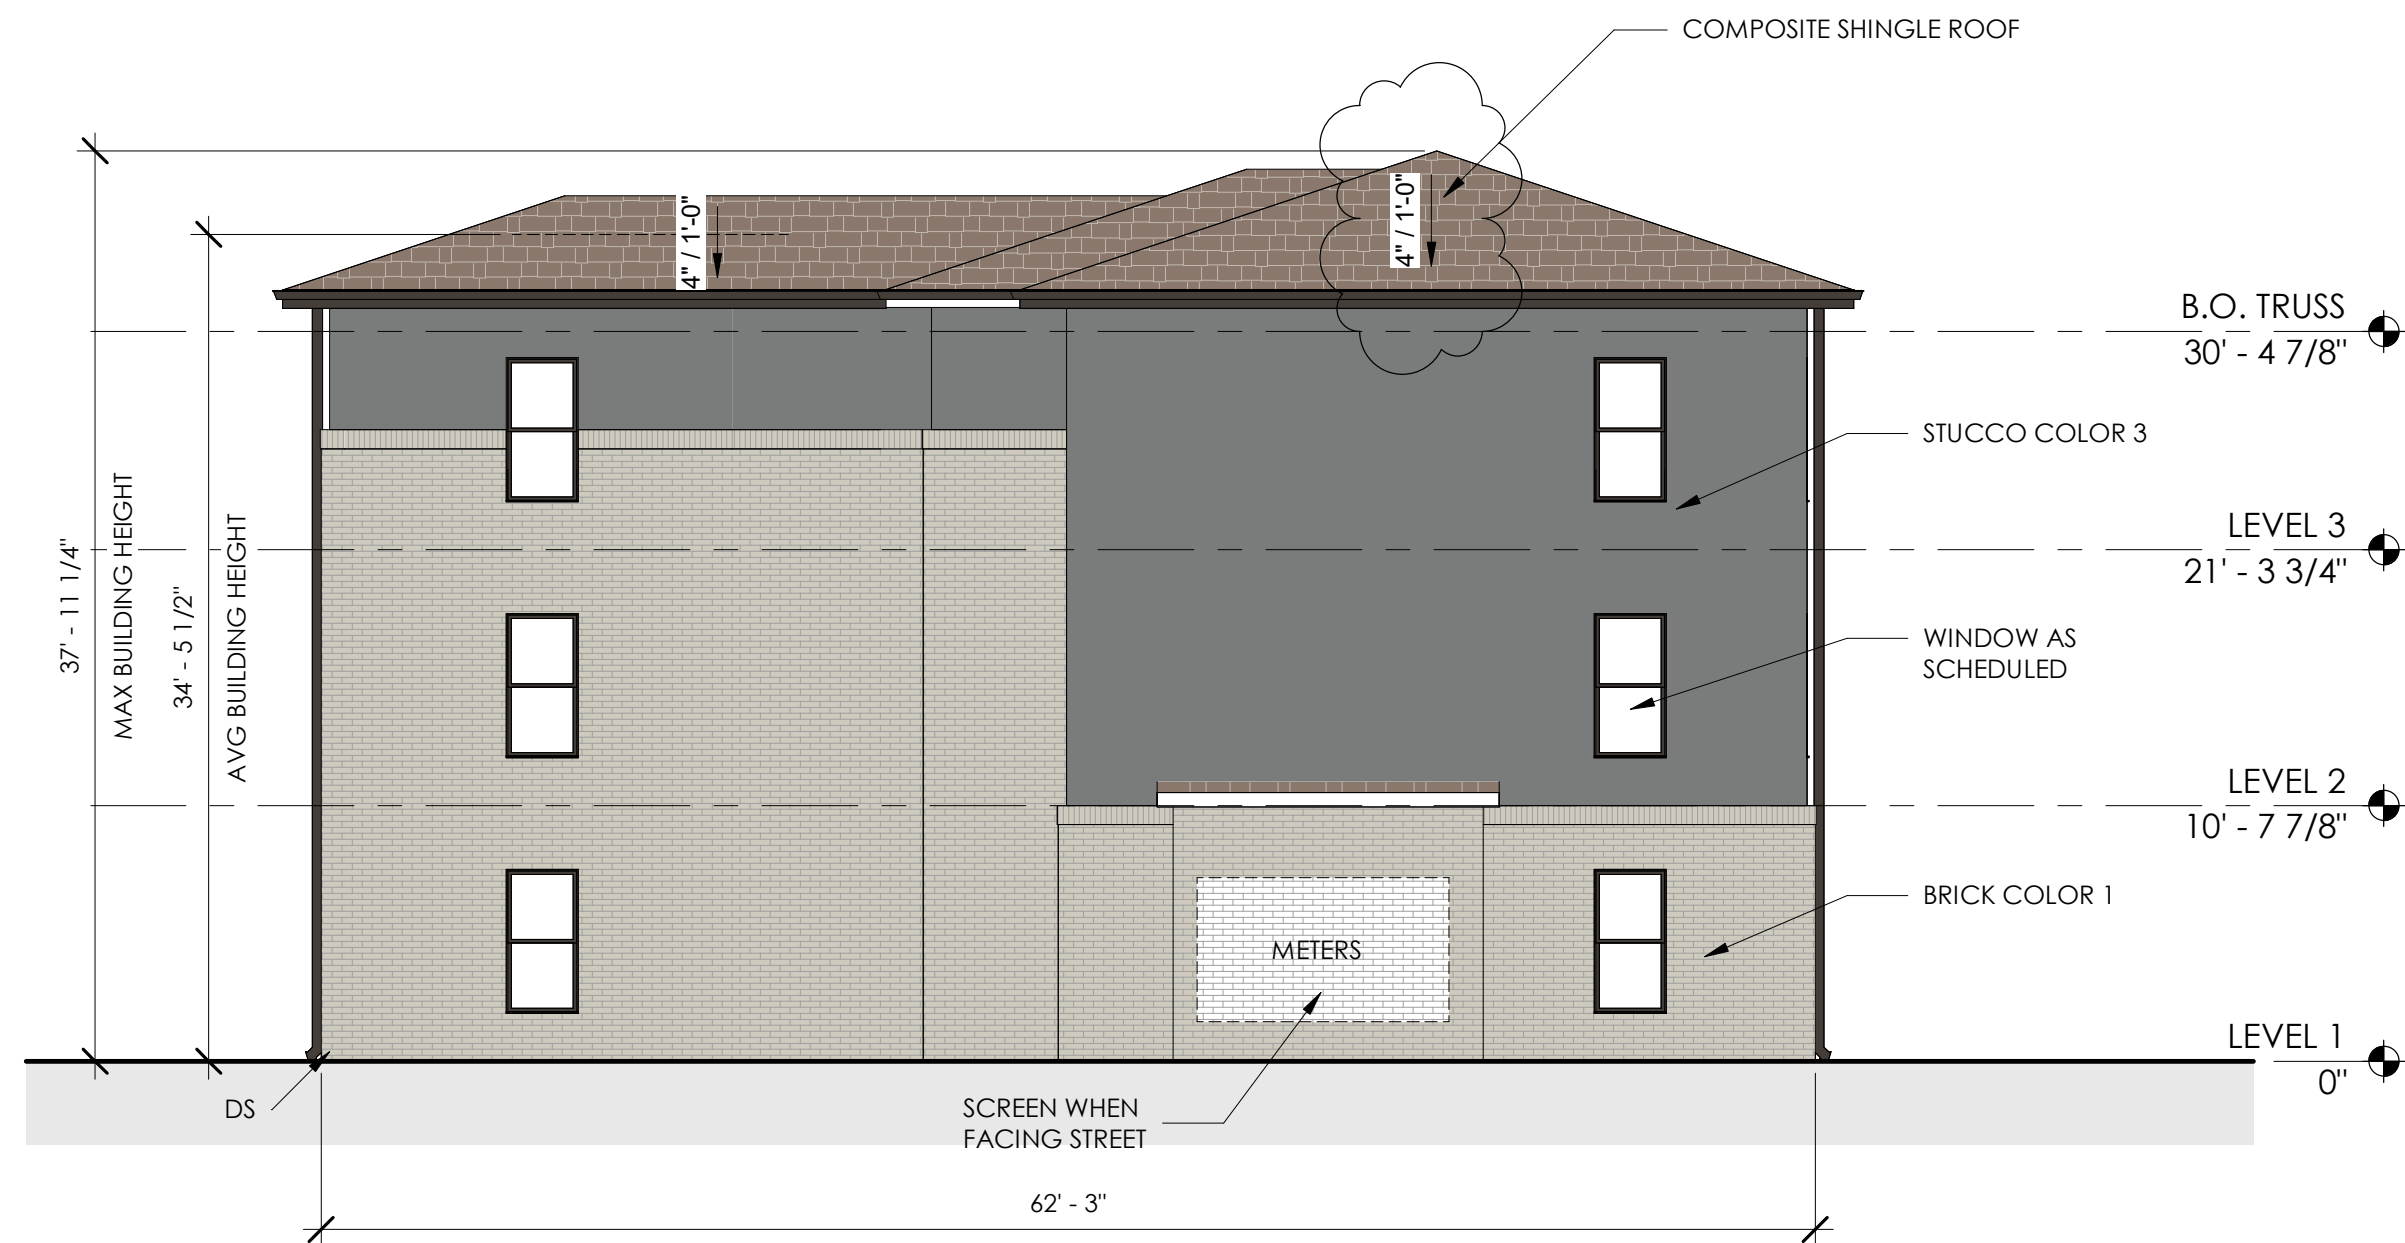 COMPOSITE SHINGLE ROOF
4" / 1'-0"
4" / 1'-0"
B.O. TRUSS
30' - 4 7/8"
STUCCO COLOR 3
LEVEL 3
21' - 3 3/4"
37' - 11 1/4"
MAX BUILDING HEIGHT
34' - 5 1/2"
AVG BUILDING HEIGHT
WINDOW AS
SCHEDULED
LEVEL 2
10' - 7 7/8"
BRICK COLOR 1
METERS
LEVEL 1
0"
DS
SCREEN WHEN
FACING STREET
62' - 3"